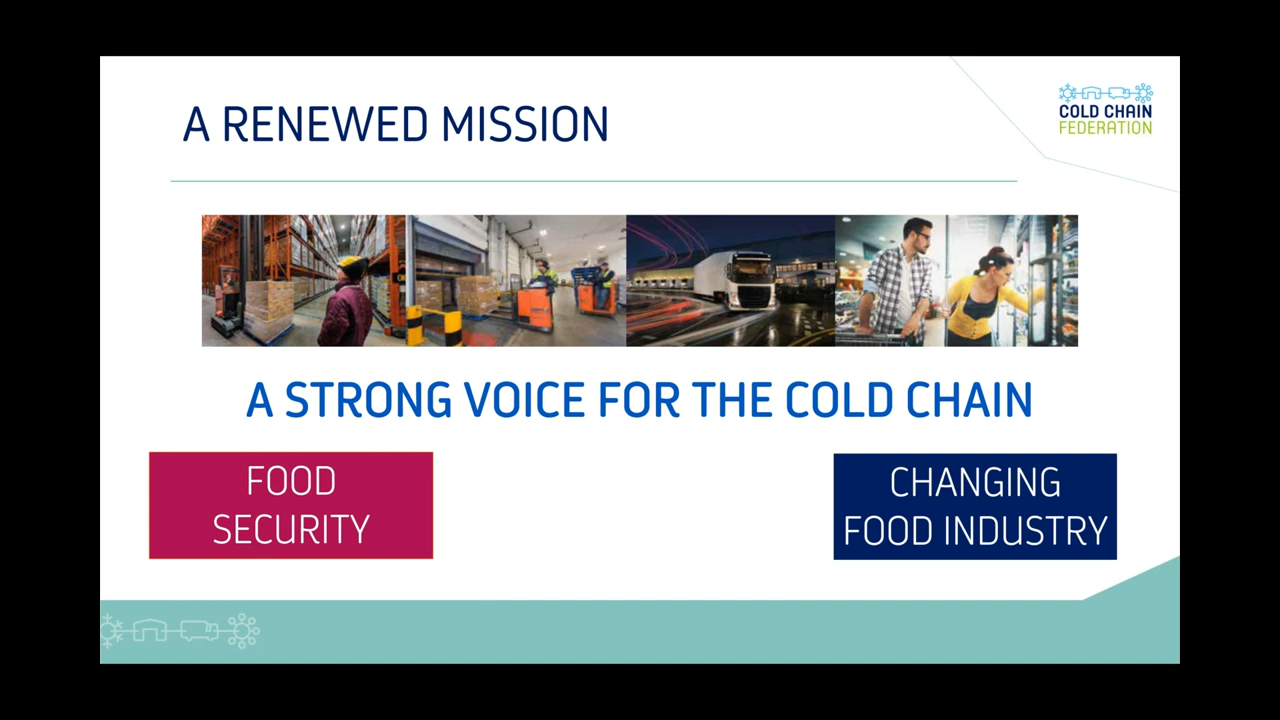 A RENEWED MISSION
COLD CHAIN
FEDERATION
A STRONG VOICE FOR THE COLD CHAIN
FOOD
SECURITY
CHANGING
FOOD INDUSTRY